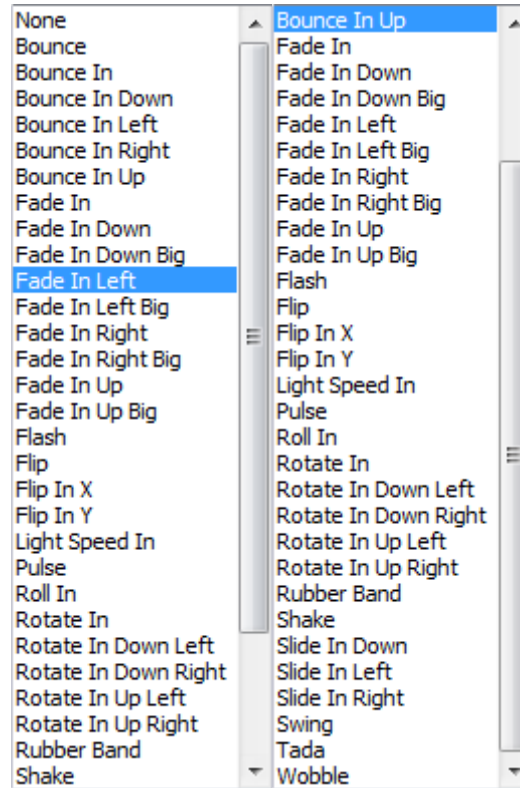 None
Bounce
Bounce In
Bounce In Down
Bounce In Left
Bounce In Right
Bounce In Up
Fade In
Fade In Down
Fade In Down Big
Fade In Left
Fade In Left Big
Fade In Right
Fade In Right Big
Fade In Up
Fade In Up Big
Flash
Flip
Flip In X
Flip In Y
Light Speed In
Pulse
Roll In
Rotate In
Rotate In Down Left
Rotate In Down Right
Rotate In Up Left
Rotate In Up Right
Rubber Band
Shake
Bounce In Up
Fade In
Fade In Down
Fade In Down Big
Fade In Left
Fade In Left Big
Fade In Right
Fade In Right Big
Fade In Up
Fade In Up Big
Flash
Flip
Flip In X
Flip In Y
Light Speed In
Pulse
Roll In
Rotate In
Rotate In Down Left
Rotate In Down Right
Rotate In Up Left
Rotate In Up Right
Rubber Band
Shake
Slide In Down
Slide In Left
Slide In Right
Swing
Tada
Wobble